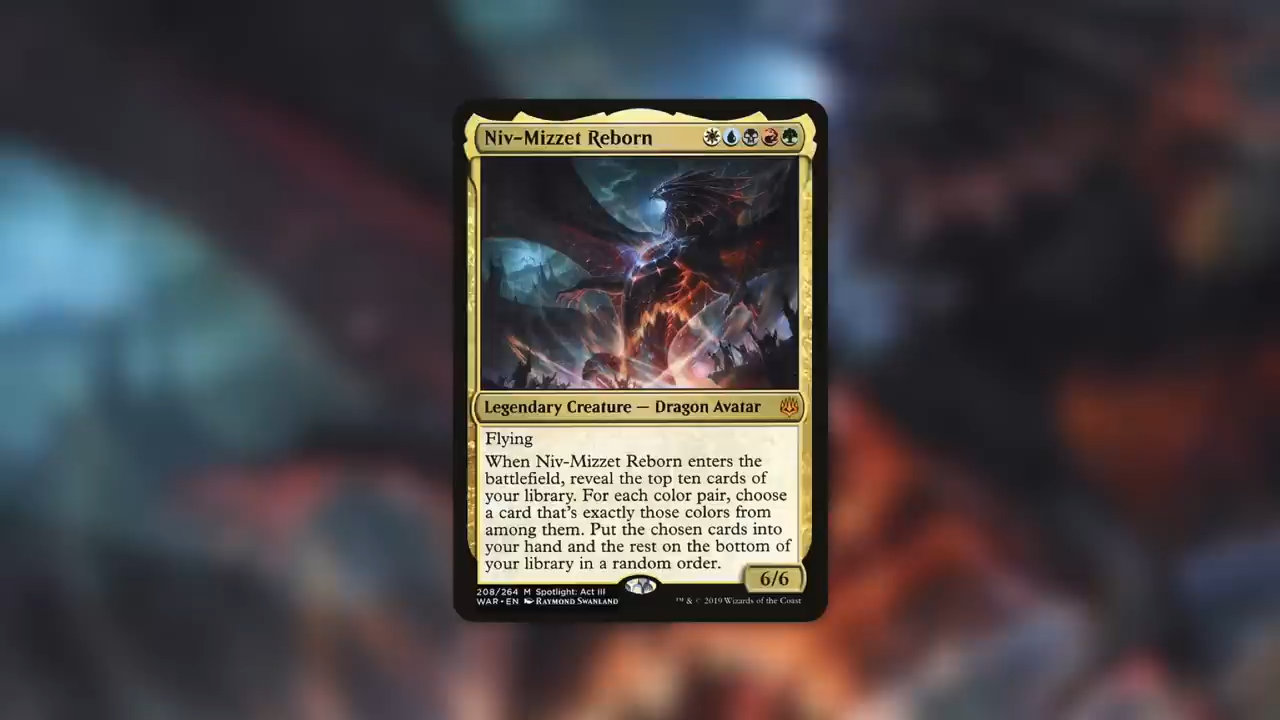 Niv-Mizzet Reborn
Legendary Creature — Dragon Avatar
Flying
When Niv-Mizzet Reborn enters the
battlefield, reveal the top ten cards of
your library. For each color pair, choose
a card that's exactly those colors from
among them. Put the chosen cards into
your hand and the rest on the bottom of
your library in a random order.
6/6
208/264 M Spotlight: Act III
WAR • EN Raymond Swanland
™ & © 2019 Wizards of the Coast